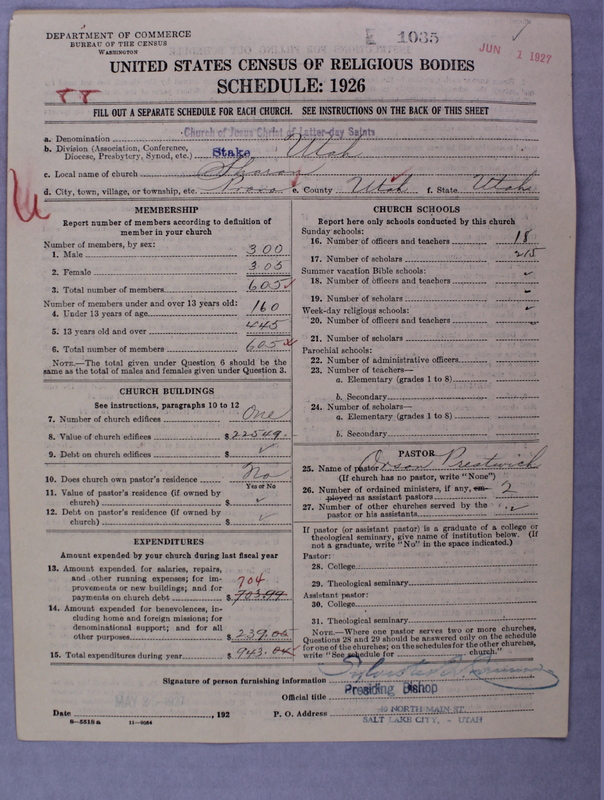 DEPARTMENT OF COMMERCE
BUREAU OF THE CENSUS
WASHINGTON
1035
JUN 1 1927
UNITED STATES CENSUS OF RELIGIOUS BODIES
SCHEDULE: 1926
FILL OUT A SEPARATE SCHEDULE FOR EACH CHURCH. SEE INSTRUCTIONS ON THE BACK OF THIS SHEET
a. Denomination Church of Jesus Christ of Latter-day Saints
b. Division (Association, Conference, Diocese, Presbytery, Synod, etc.) Stake Utah
c. Local name of church Sharon
d. City, town, village, or township, etc. Provo e. County Utah f. State Utah
MEMBERSHIP
Report number of members according to definition of
member in your church
Number of members, by sex:
1. Male 300
2. Female 305
3. Total number of members 605
Number of members under and over 13 years old:
4. Under 13 years of age 160
5. 13 years old and over 445
6. Total number of members 605
NOTE.—The total given under Question 6 should be
same as the total of males and females given under Question 3.
CHURCH BUILDINGS
See instructions, paragraphs 10 to 12
7. Number of church edifices One
8. Value of church edifices $22549.
9. Debt on church edifices $ ✓
10. Does church own pastor's residence No
Yes or No
11. Value of pastor's residence (if owned by
church) $ ✓
12. Debt on pastor's residence (if owned by
church) $ ✓
EXPENDITURES
Amount expended by your church during last fiscal year
13. Amount expended for salaries, repairs,
and other running expenses; for im-
provements or new buildings; and for
payments on church debt 704 $
14. Amount expended for benevolences, in-
cluding home and foreign missions; for
denominational support; and for all
other purposes $239.00
15. Total expenditures during year $943.04
CHURCH SCHOOLS
Report here only schools conducted by this church
Sunday schools:
16. Number of officers and teachers 18
17. Number of scholars 215
Summer vacation Bible schools:
18. Number of officers and teachers ✓
19. Number of scholars ✓
Week-day religious schools:
20. Number of officers and teachers
21. Number of scholars
Parochial schools:
22. Number of administrative officers
23. Number of teachers—
a. Elementary (grades 1 to 8)
b. Secondary
24. Number of scholars—
a. Elementary (grades 1 to 8)
b. Secondary
PASTOR
25. Name of pastor Orson Prestwich
(If church has no pastor, write "None")
26. Number of ordained ministers, if any, em-
ployed as assistant pastors 2
27. Number of other churches served by the
pastor or his assistants ✓
If pastor (or assistant pastor) is a graduate of a college or
theological seminary, give name of institution below. (If
not a graduate, write "No" in the space indicated.)
Pastor:
28. College
29. Theological seminary
Assistant pastor:
30. College
31. Theological seminary
NOTE.—Where one pastor serves two or more churches,
Questions 28 and 29 should be answered only on the schedule
for one of the churches; on the schedules for the other churches,
write "See schedule for church."
Signature of person furnishing information Sylvester Q. Cannon
Official title Presiding Bishop
Date , 192 P. O. Address 40 NORTH MAIN ST.
SALT LAKE CITY, - UTAH
8—5518a 11—9264